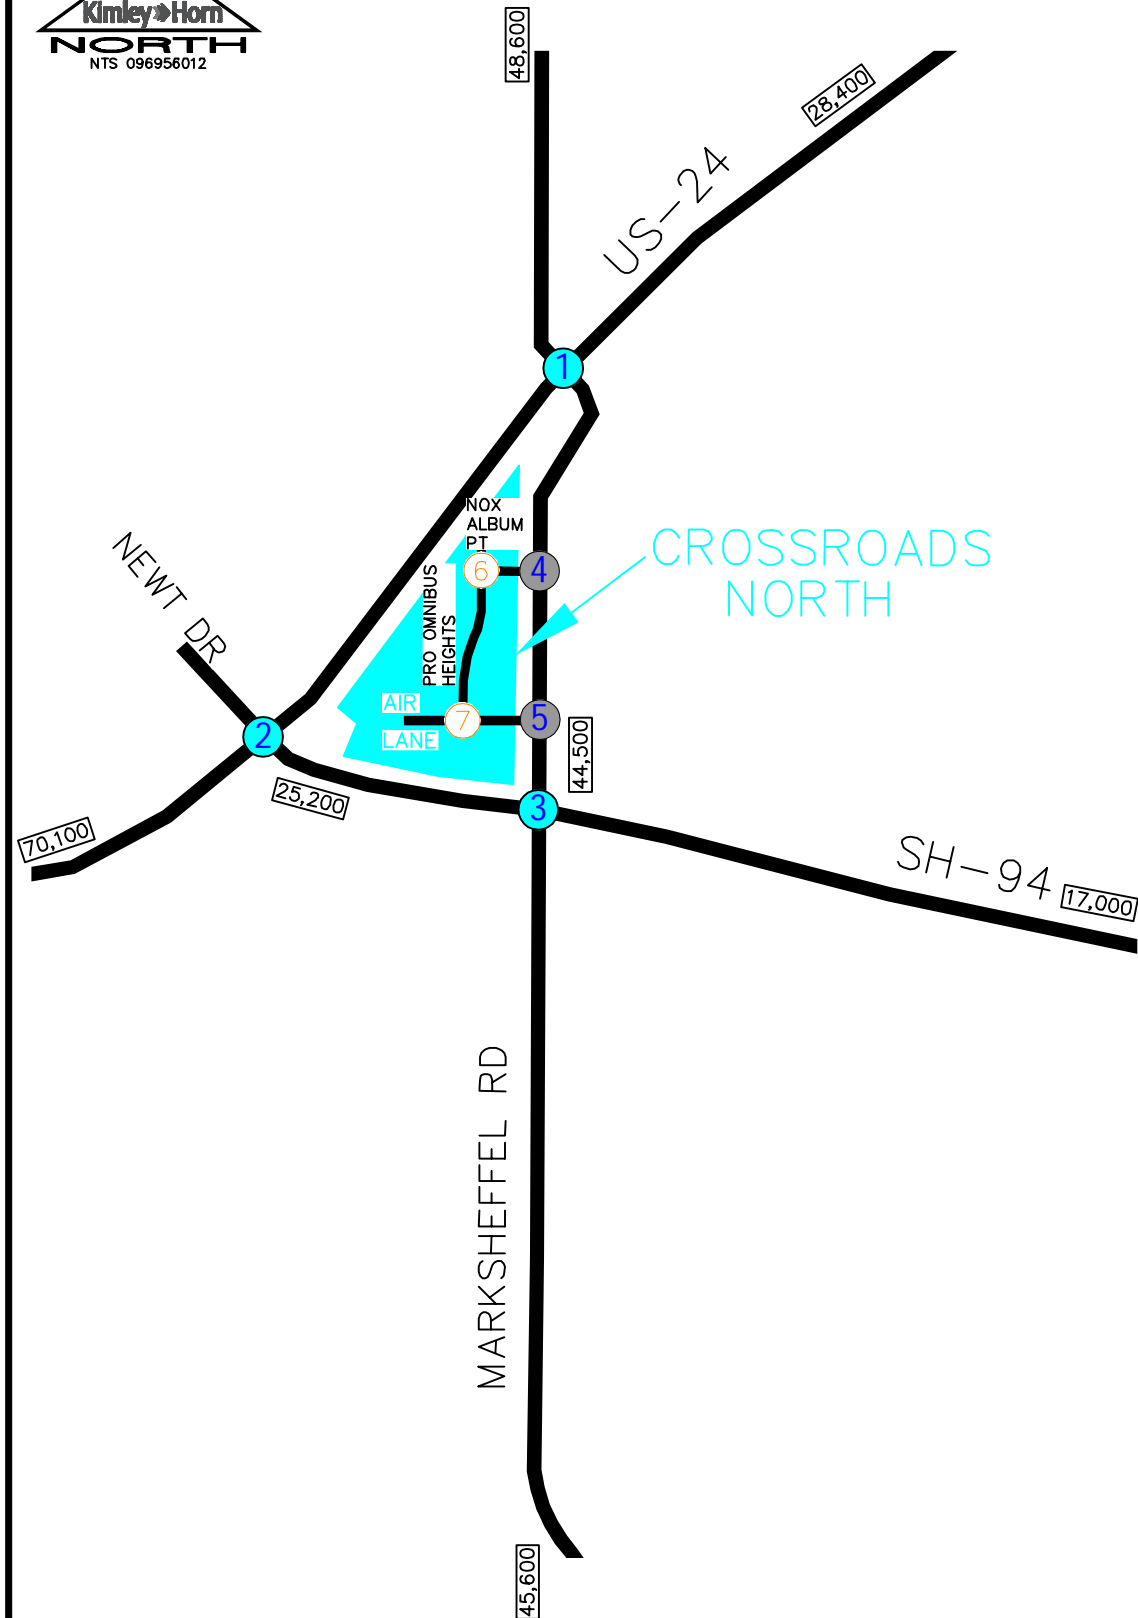 Kimley»Horn
NORTH
NTS 096956012
48,600
28,400
US-24
1
NOX
ALBUM
PT
CROSSROADS
NORTH
NEWT DR
6
4
PRO OMNIBUS
HEIGHTS
AIR
LANE
7
5
2
44,500
25,200
3
70,100
SH-94
17,000
MARKSHEFFEL RD
45,600